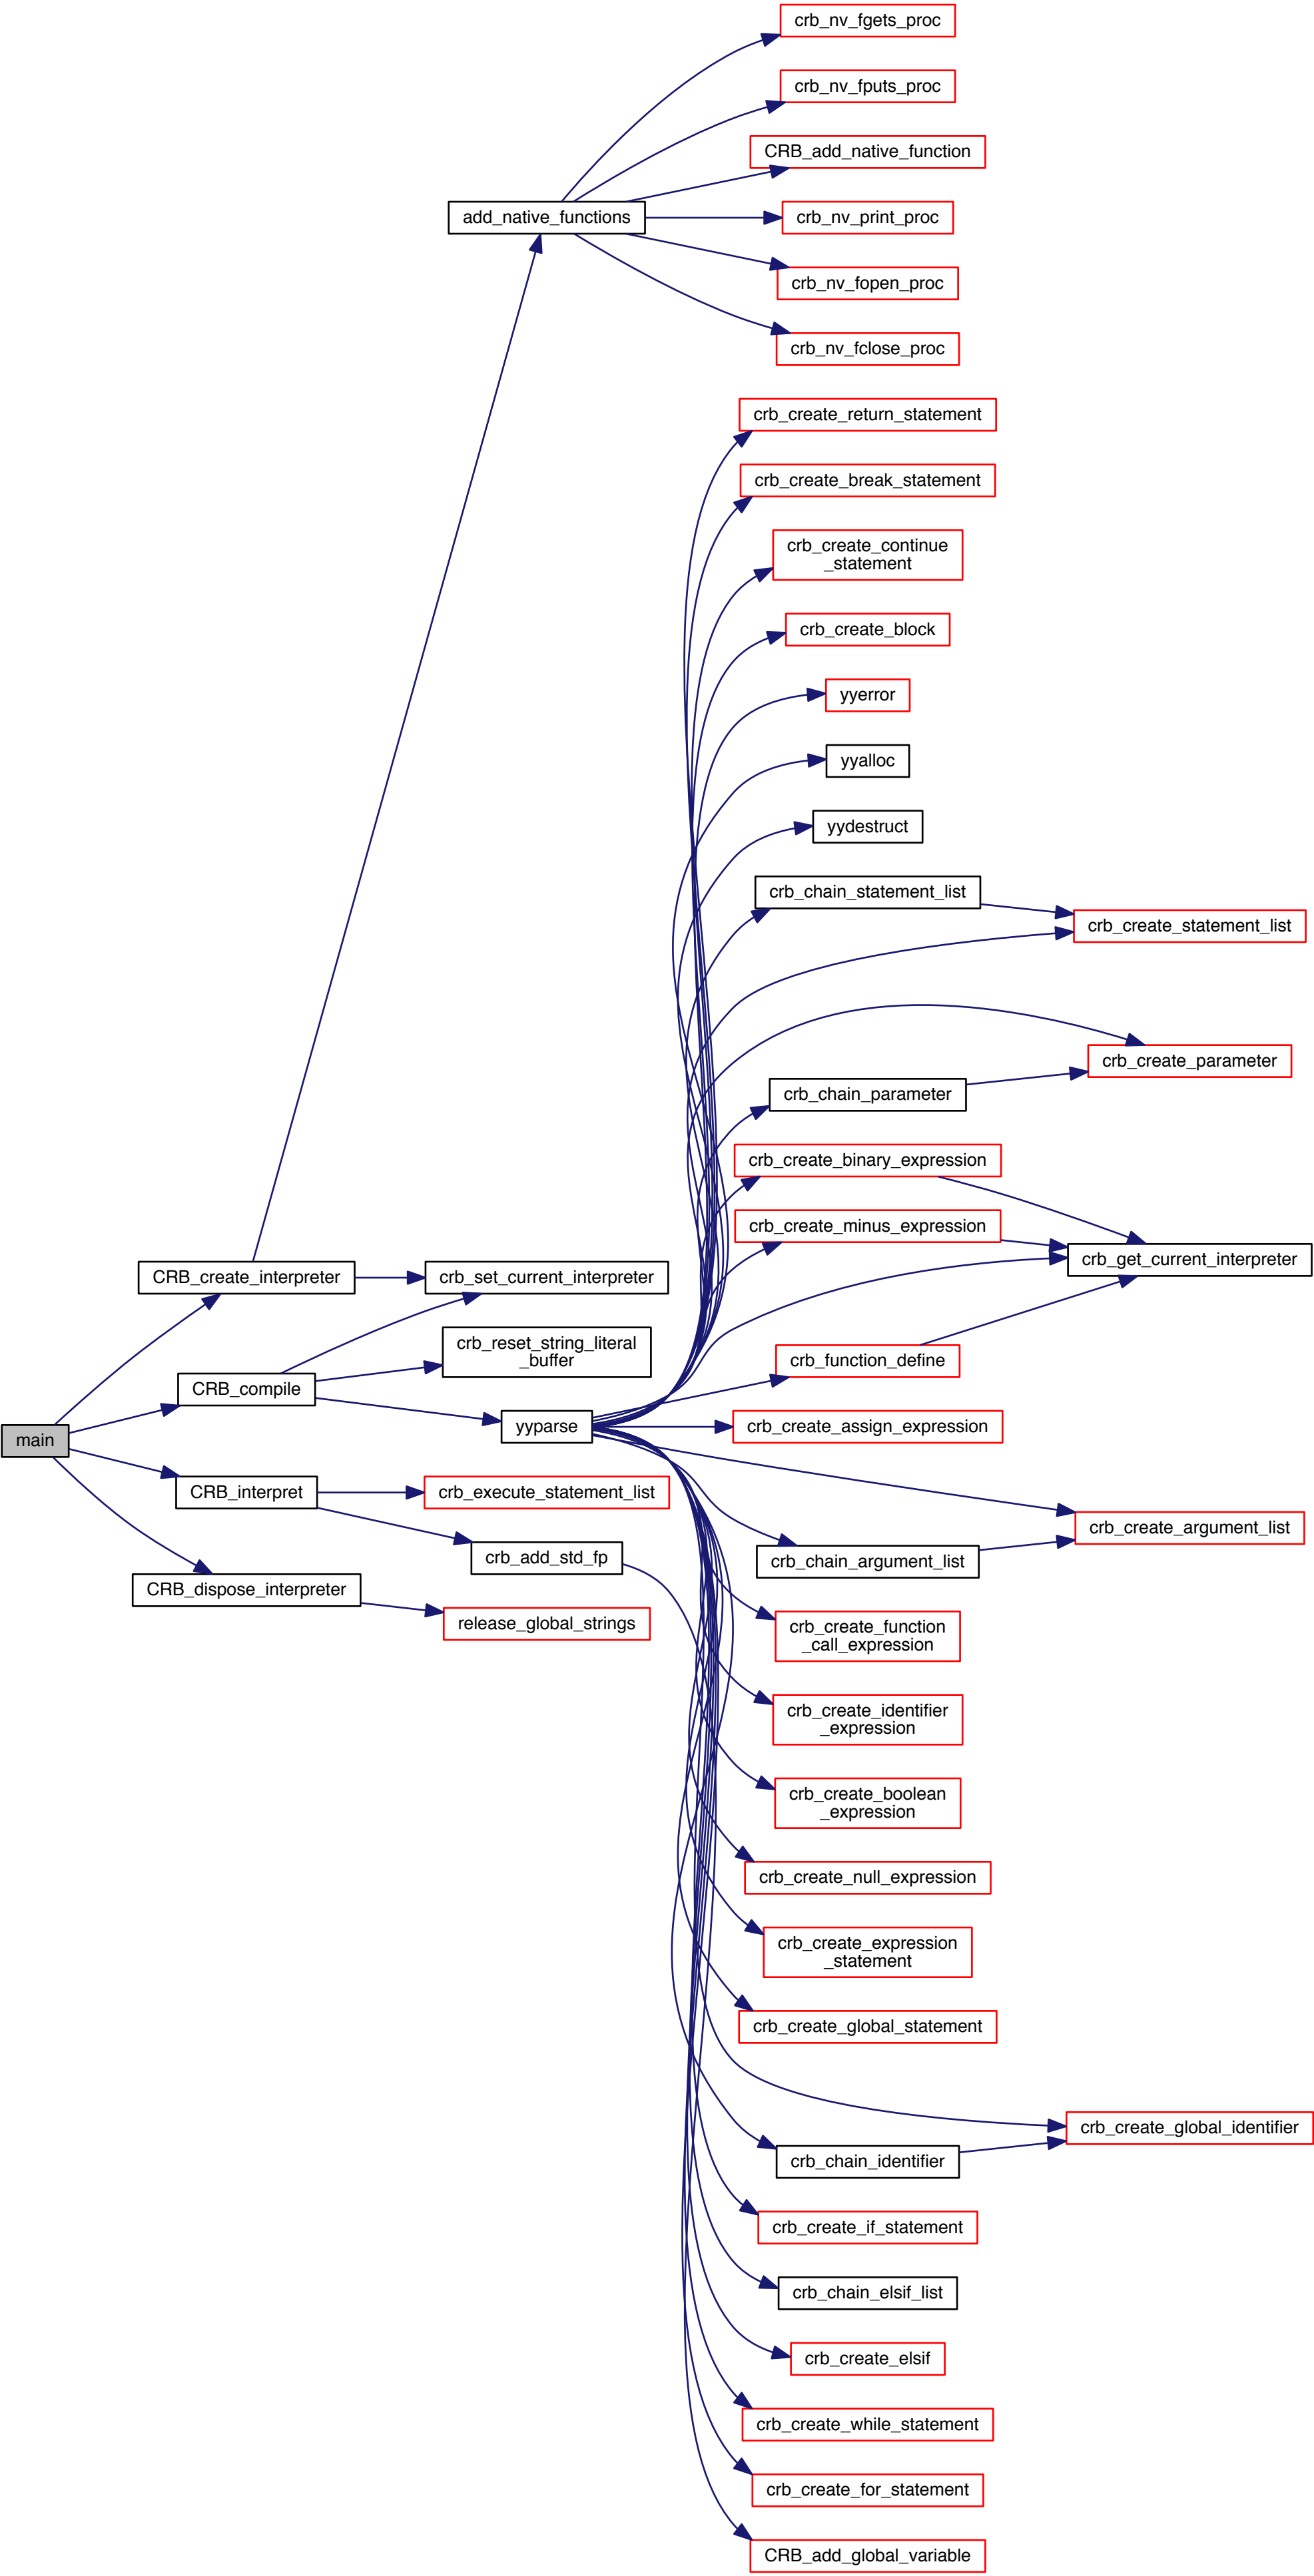 crb_nv_fgets_proc
crb_nv_fputs_proc
CRB_add_native_function
add_native_functions
crb_nv_print_proc
crb_nv_fopen_proc
crb_nv_fclose_proc
crb_create_return_statement
crb_create_break_statement
crb_create_continue
_statement
crb_create_block
yyerror
yyalloc
yydestruct
crb_chain_statement_list
crb_create_statement_list
crb_create_parameter
crb_chain_parameter
crb_create_binary_expression
crb_create_minus_expression
crb_get_current_interpreter
CRB_create_interpreter
crb_set_current_interpreter
crb_reset_string_literal
_buffer
crb_function_define
CRB_compile
yyparse
crb_create_assign_expression
main
CRB_interpret
crb_execute_statement_list
crb_create_argument_list
crb_add_std_fp
crb_chain_argument_list
CRB_dispose_interpreter
release_global_strings
crb_create_function
_call_expression
crb_create_identifier
_expression
crb_create_boolean
_expression
crb_create_null_expression
crb_create_expression
_statement
crb_create_global_statement
crb_create_global_identifier
crb_chain_identifier
crb_create_if_statement
crb_chain_elsif_list
crb_create_elsif
crb_create_while_statement
crb_create_for_statement
CRB_add_global_variable